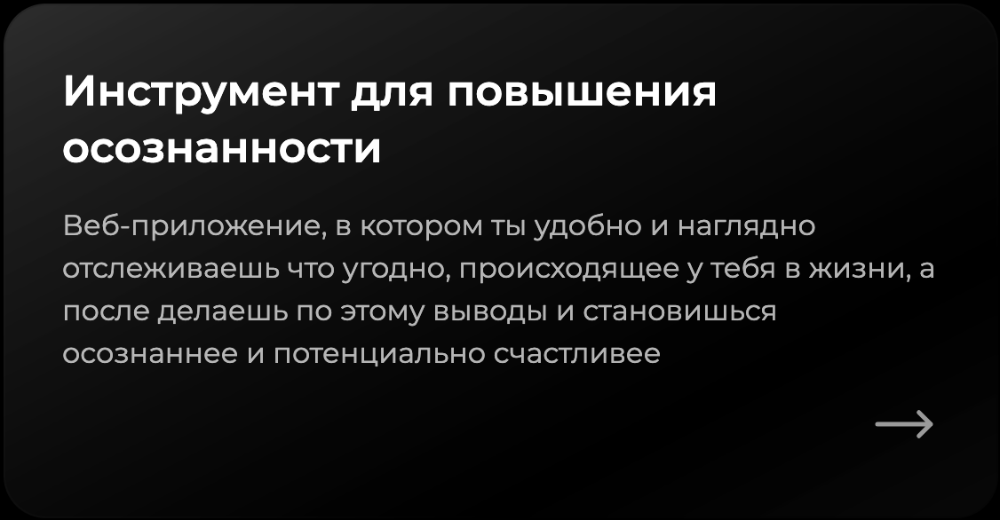 Инструмент для повышения
осознанности
Веб-приложение, в котором ты удобно и наглядно
отслеживаешь что угодно, происходящее у тебя в жизни, а
после делаешь по этому выводы и становишься
осознаннее и потенциально счастливее